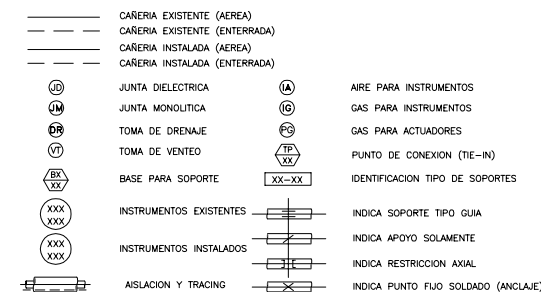 CAÑERIA EXISTENTE (AEREA)
CAÑERIA EXISTENTE (ENTERRADA)
CAÑERIA INSTALADA (AEREA)
CAÑERIA INSTALADA (ENTERRADA)
JD JUNTA DIELECTRICA
JM JUNTA MONOLITICA
DR TOMA DE DRENAJE
VT TOMA DE VENTEO
BX
XX
BASE PARA SOPORTE
XXX
XXX
INSTRUMENTOS EXISTENTES
XXX
XXX
INSTRUMENTOS INSTALADOS
AISLACION Y TRACING
IA AIRE PARA INSTRUMENTOS
IG GAS PARA INSTRUMENTOS
PG GAS PARA ACTUADORES
TP
XX
PUNTO DE CONEXION (TIE-IN)
XX-XX IDENTIFICACION TIPO DE SOPORTES
INDICA SOPORTE TIPO GUIA
INDICA APOYO SOLAMENTE
INDICA RESTRICCION AXIAL
INDICA PUNTO FIJO SOLDADO (ANCLAJE)